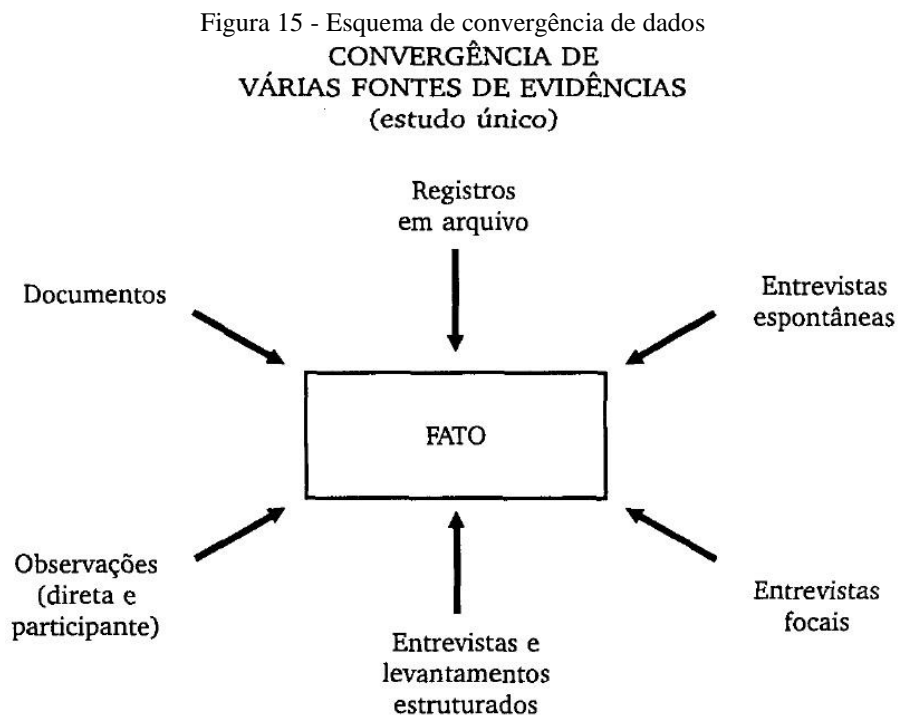 Figura 15 - Esquema de convergência de dados
CONVERGÊNCIA DE
VÁRIAS FONTES DE EVIDÊNCIAS
(estudo único)
Registros
em arquivo
Documentos
Entrevistas
espontâneas
FATO
Observações
(direta e
participante)
Entrevistas e
levantamentos
estruturados
Entrevistas
focais